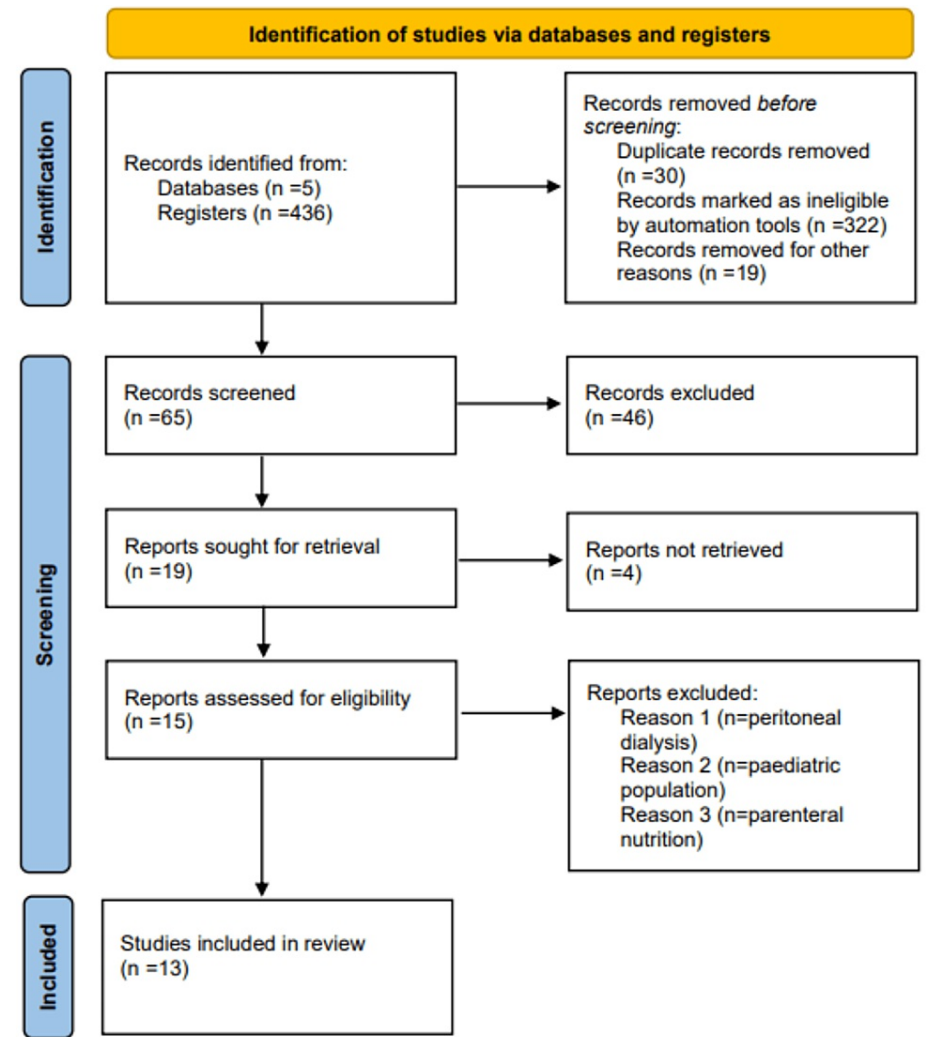 Identification of studies via databases and registers
Identification
Records identified from:
Databases (n =5)
Registers (n =436)
Records removed before
screening:
Duplicate records removed
(n =30)
Records marked as ineligible
by automation tools (n =322)
Records removed for other
reasons (n =19)
Screening
Records screened
(n =65)
Records excluded
(n =46)
Reports sought for retrieval
(n =19)
Reports not retrieved
(n =4)
Reports assessed for eligibility
(n =15)
Reports excluded:
Reason 1 (n=peritoneal
dialysis)
Reason 2 (n=paediatric
population)
Reason 3 (n=parenteral
nutrition)
Included
Studies included in review
(n =13)